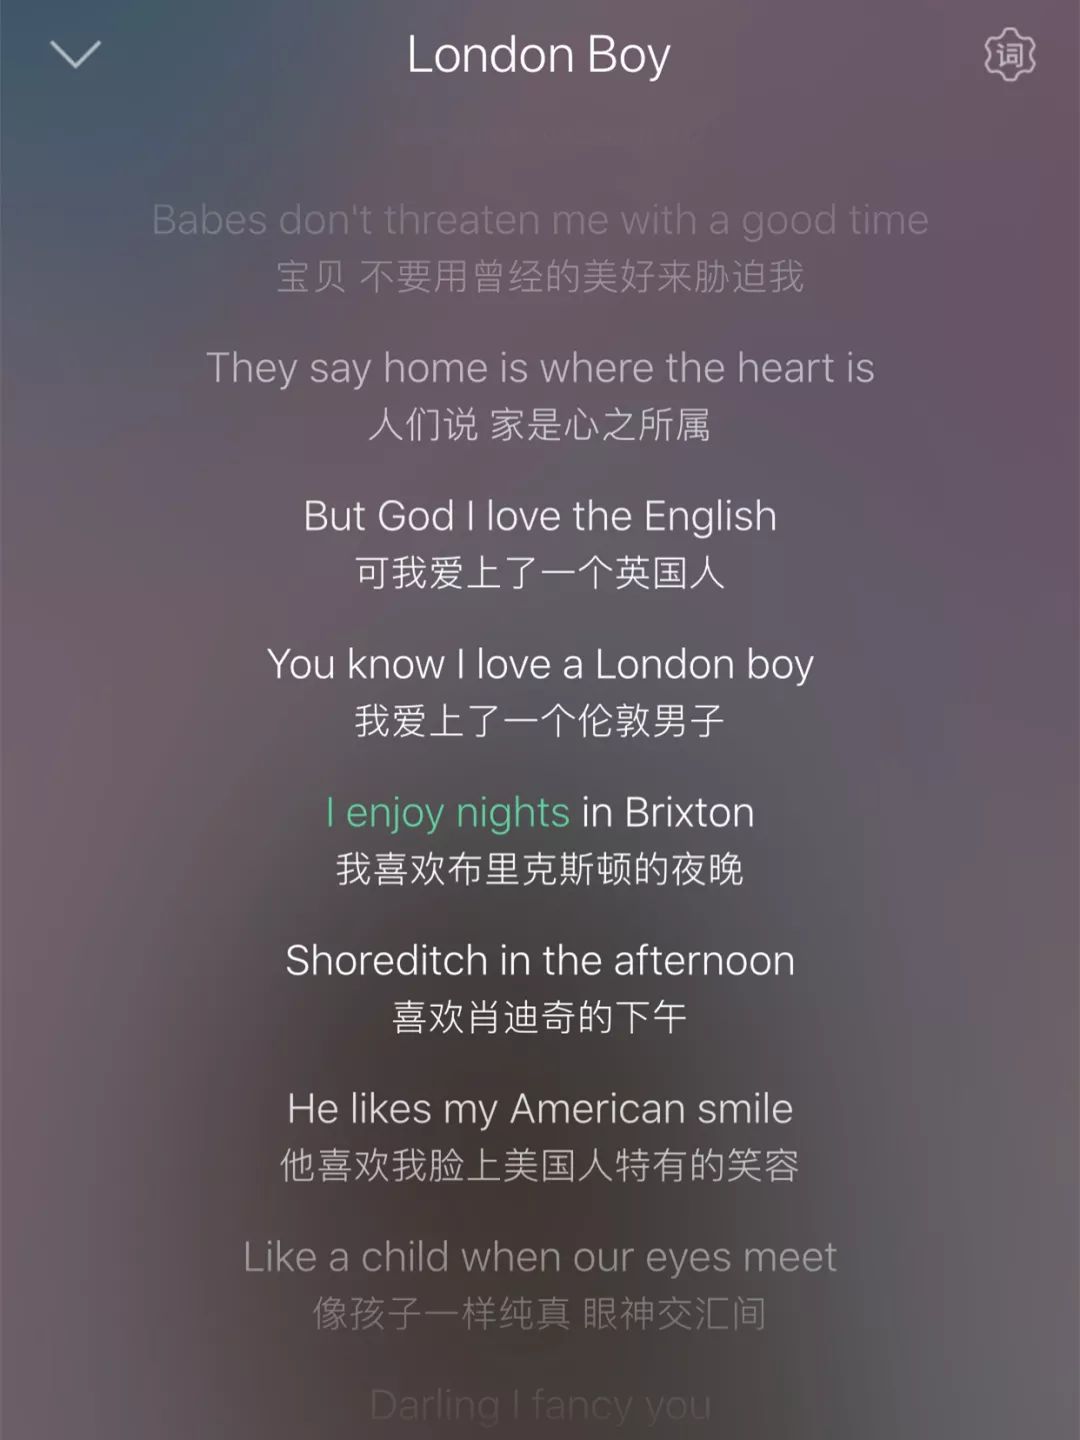 London Boy
词
Babes don't threaten me with a good time
宝贝 不要用曾经的美好来胁迫我
They say home is where the heart is
人们说 家是心之所属
But God I love the English
可我爱上了一个英国人
You know I love a London boy
我爱上了一个伦敦男子
I enjoy nights in Brixton
我喜欢布里克斯顿的夜晚
Shoreditch in the afternoon
喜欢肖迪奇的下午
He likes my American smile
他喜欢我脸上美国人特有的笑容
Like a child when our eyes meet
像孩子一样纯真 眼神交汇间
Darling I fancy you